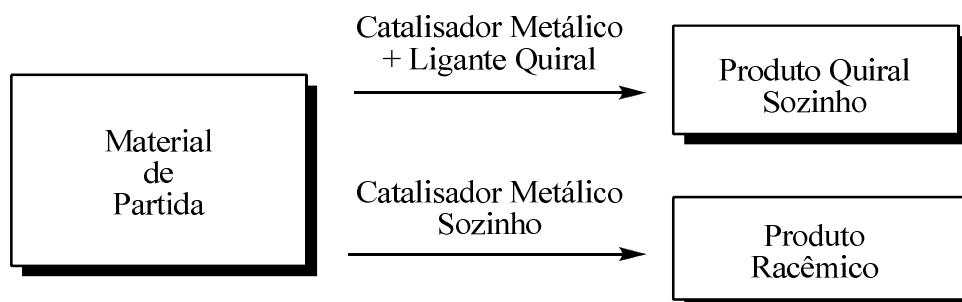 Material
de
Partida
Catalisador Metálico
+ Ligante Quiral
Produto Quiral
Sozinho
Catalisador Metálico
Sozinho
Produto
Racêmico